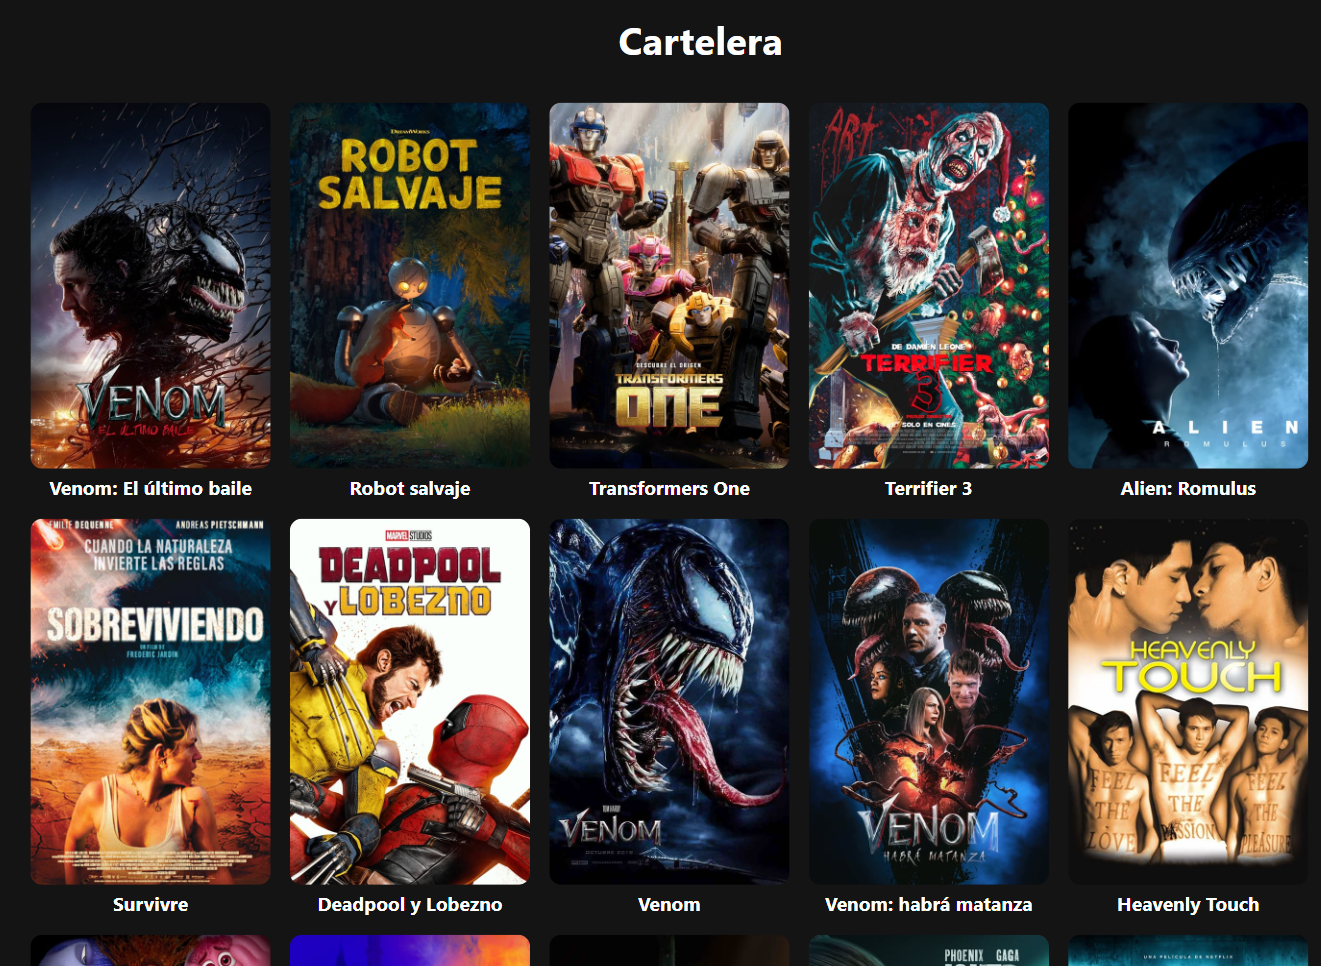 Cartelera
VENOM
EL ÚLTIMO BAILE
Venom: El último baile
DREAMWORKS
ROBOT
SALVAJE
Robot salvaje
DESCUBRE EL ORIGEN
TRANSFORMERS
ONE
Transformers One
ART
DE DAMIEN LEONE
TERRIFIER
3
SOLO EN CINES
Terrifier 3
ALIEN
ROMULUS
Alien: Romulus
EMILIE DEQUENNE ANDREAS PIETSCHMANN
CUANDO LA NATURALEZA
INVIERTE LAS REGLAS
SOBREVIVIENDO
UN FILM DE
FREDERIC JARDIN
Survivre
MARVEL STUDIOS
DEADPOOL
Y LOBEZNO
Deadpool y Lobezno
TOM HARDY
VENOM
Venom
VENOM
HABRÁ MATANZA
Venom: habrá matanza
HEAVENLY
TOUCH
FEEL
THE
LOVE
FEEL
THE
PASSION
FEEL
THE
PLEASURE
Heavenly Touch
PHOENIX GAGA
UNA PELÍCULA DE NETFLIX